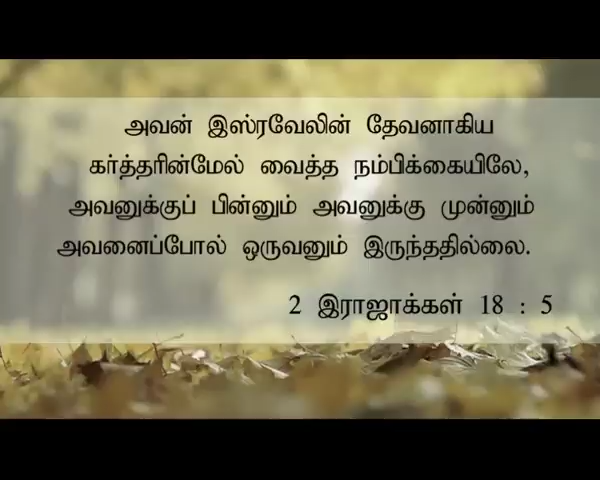 அவன் இஸ்ரவேலின் தேவனாகிய
கர்த்தரின்மேல் வைத்த நம்பிக்கையிலே,
அவனுக்குப் பின்னும் அவனுக்கு முன்னும்
அவனைப்போல் ஒருவனும் இருந்ததில்லை.
2 இராஜாக்கள் 18 : 5